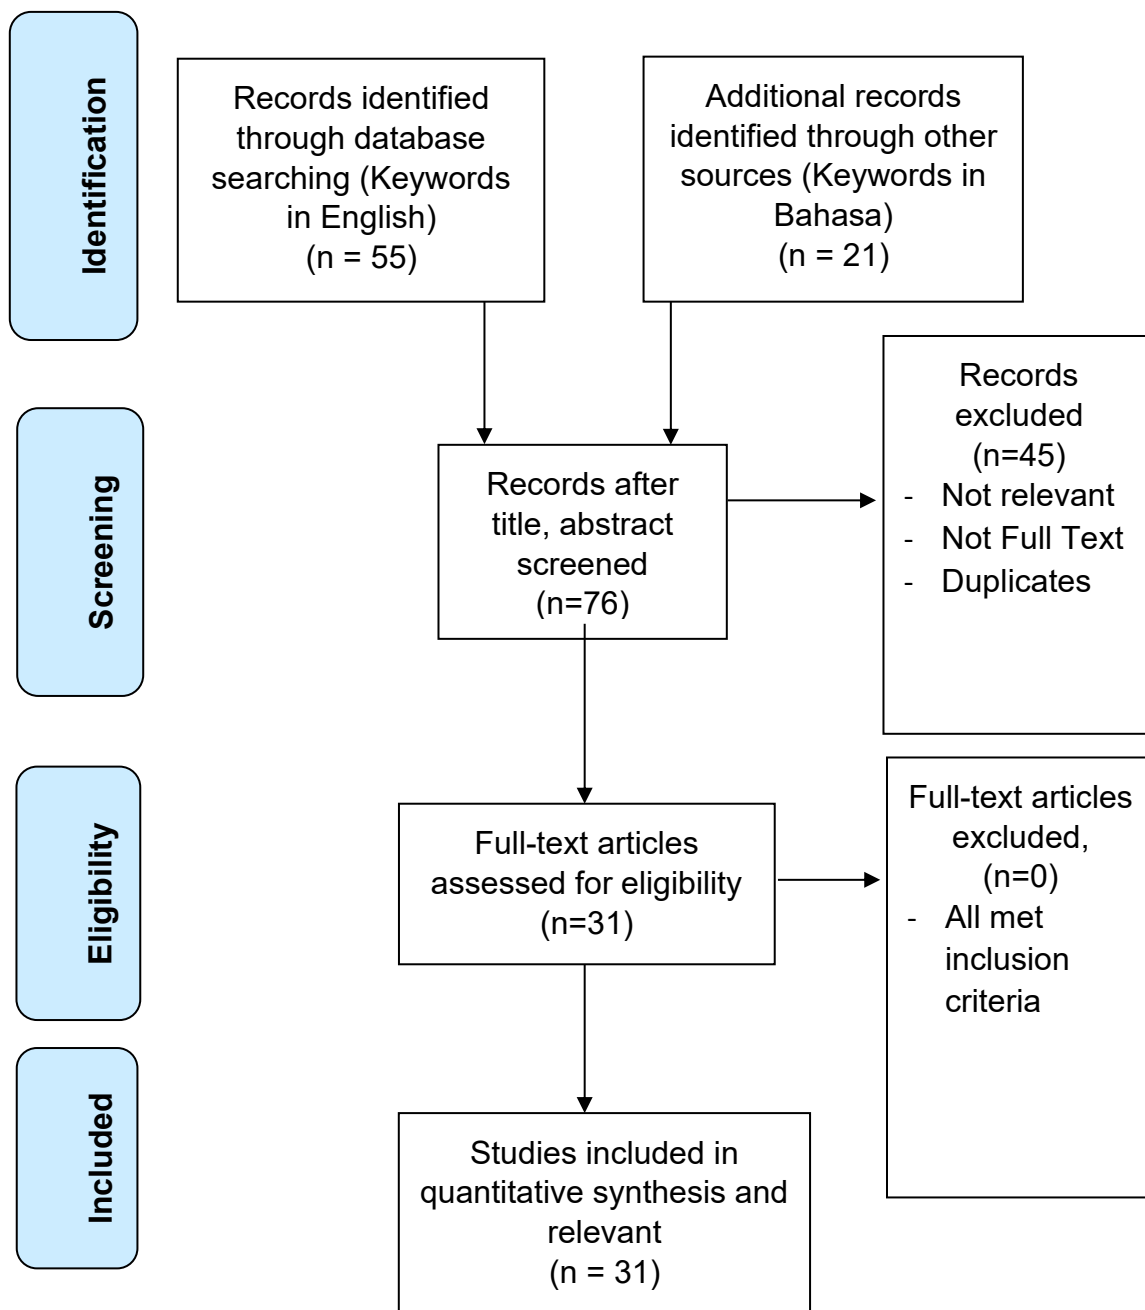 Identification
Records identified
through database
searching (Keywords
in English)
(n = 55)
Additional records
identified through other
sources (Keywords in
Bahasa)
(n = 21)
Screening
Records after
title, abstract
screened
(n=76)
Records
excluded
(n=45)
- Not relevant
- Not Full Text
- Duplicates
Eligibility
Full-text articles
assessed for eligibility
(n=31)
Full-text articles
excluded,
(n=0)
- All met
inclusion
criteria
Included
Studies included in
quantitative synthesis and
relevant
(n = 31)